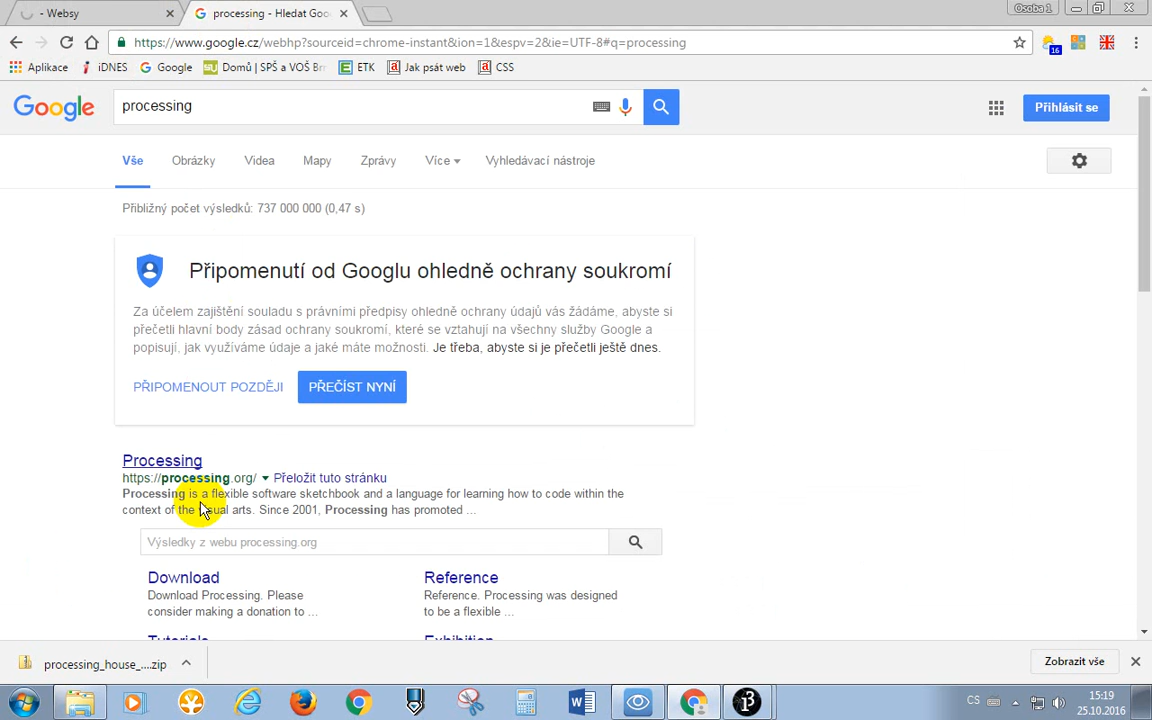 - Websy
processing - Hledat Goo
Osoba 1
https://www.google.cz/webhp?sourceid=chrome-instant&ion=1&espv=2&ie=UTF-8#q=processing
16
Aplikace
iDNES
Google
Domů | SPŠ a VOŠ Br
ETK
Jak psát web
CSS
Google
processing
Přihlásit se
Vše
Obrázky
Videa
Mapy
Zprávy
Více
Vyhledávací nástroje
Přibližný počet výsledků: 737 000 000 (0,47 s)
Připomenutí od Googlu ohledně ochrany soukromí
Za účelem zajištění souladu s právními předpisy ohledně ochrany údajů vás žádáme, abyste si
přečetli hlavní body zásad ochrany soukromí, které se vztahují na všechny služby Google a
popisují, jak využíváme údaje a jaké máte možnosti. Je třeba, abyste si je přečetli ještě dnes.
PŘIPOMENOUT POZDĚJI
PŘEČÍST NYNÍ
Processing
https://processing.org/ Přeložit tuto stránku
Processing is a flexible software sketchbook and a language for learning how to code within the
context of the visual arts. Since 2001, Processing has promoted ...
Výsledky z webu processing.org
Download
Download Processing. Please
consider making a donation to ...
Reference
Reference. Processing was designed
to be a flexible ...
Tutorials
Exhibition
processing_house_....zip
Zobrazit vše
CS
15:19
25.10.2016